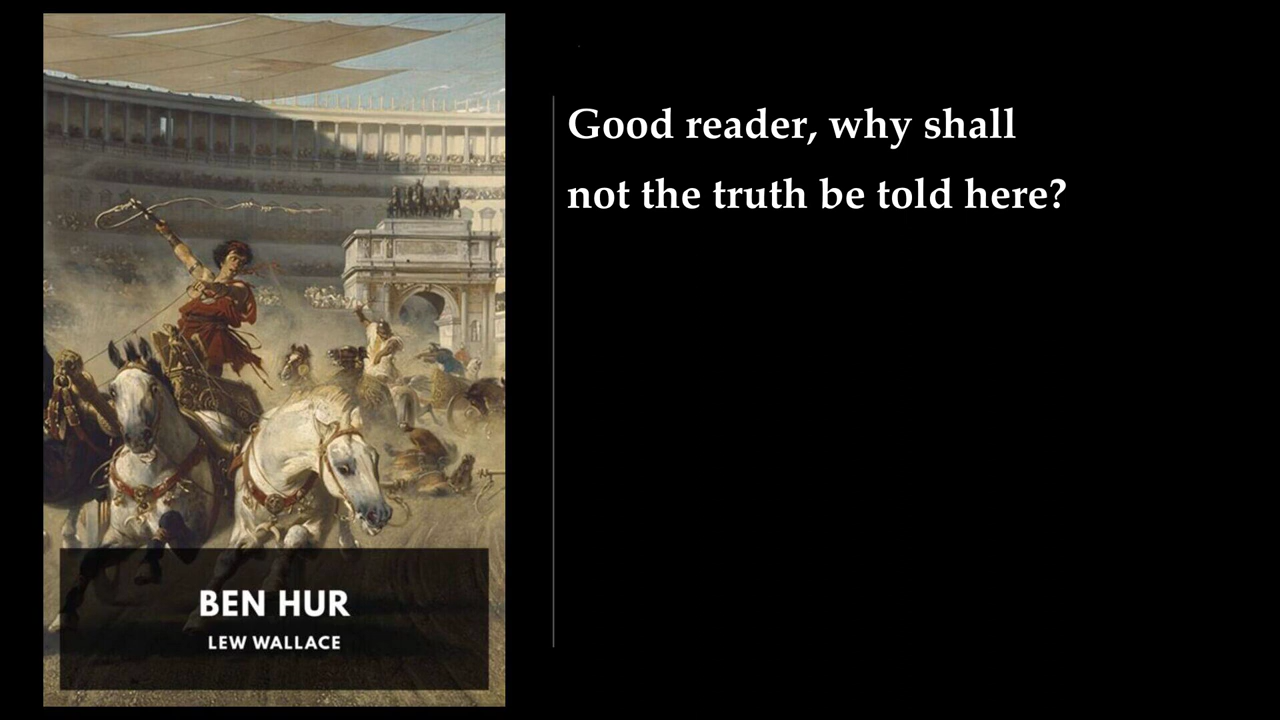 Good reader, why shall
not the truth be told here?
BEN HUR
LEW WALLACE